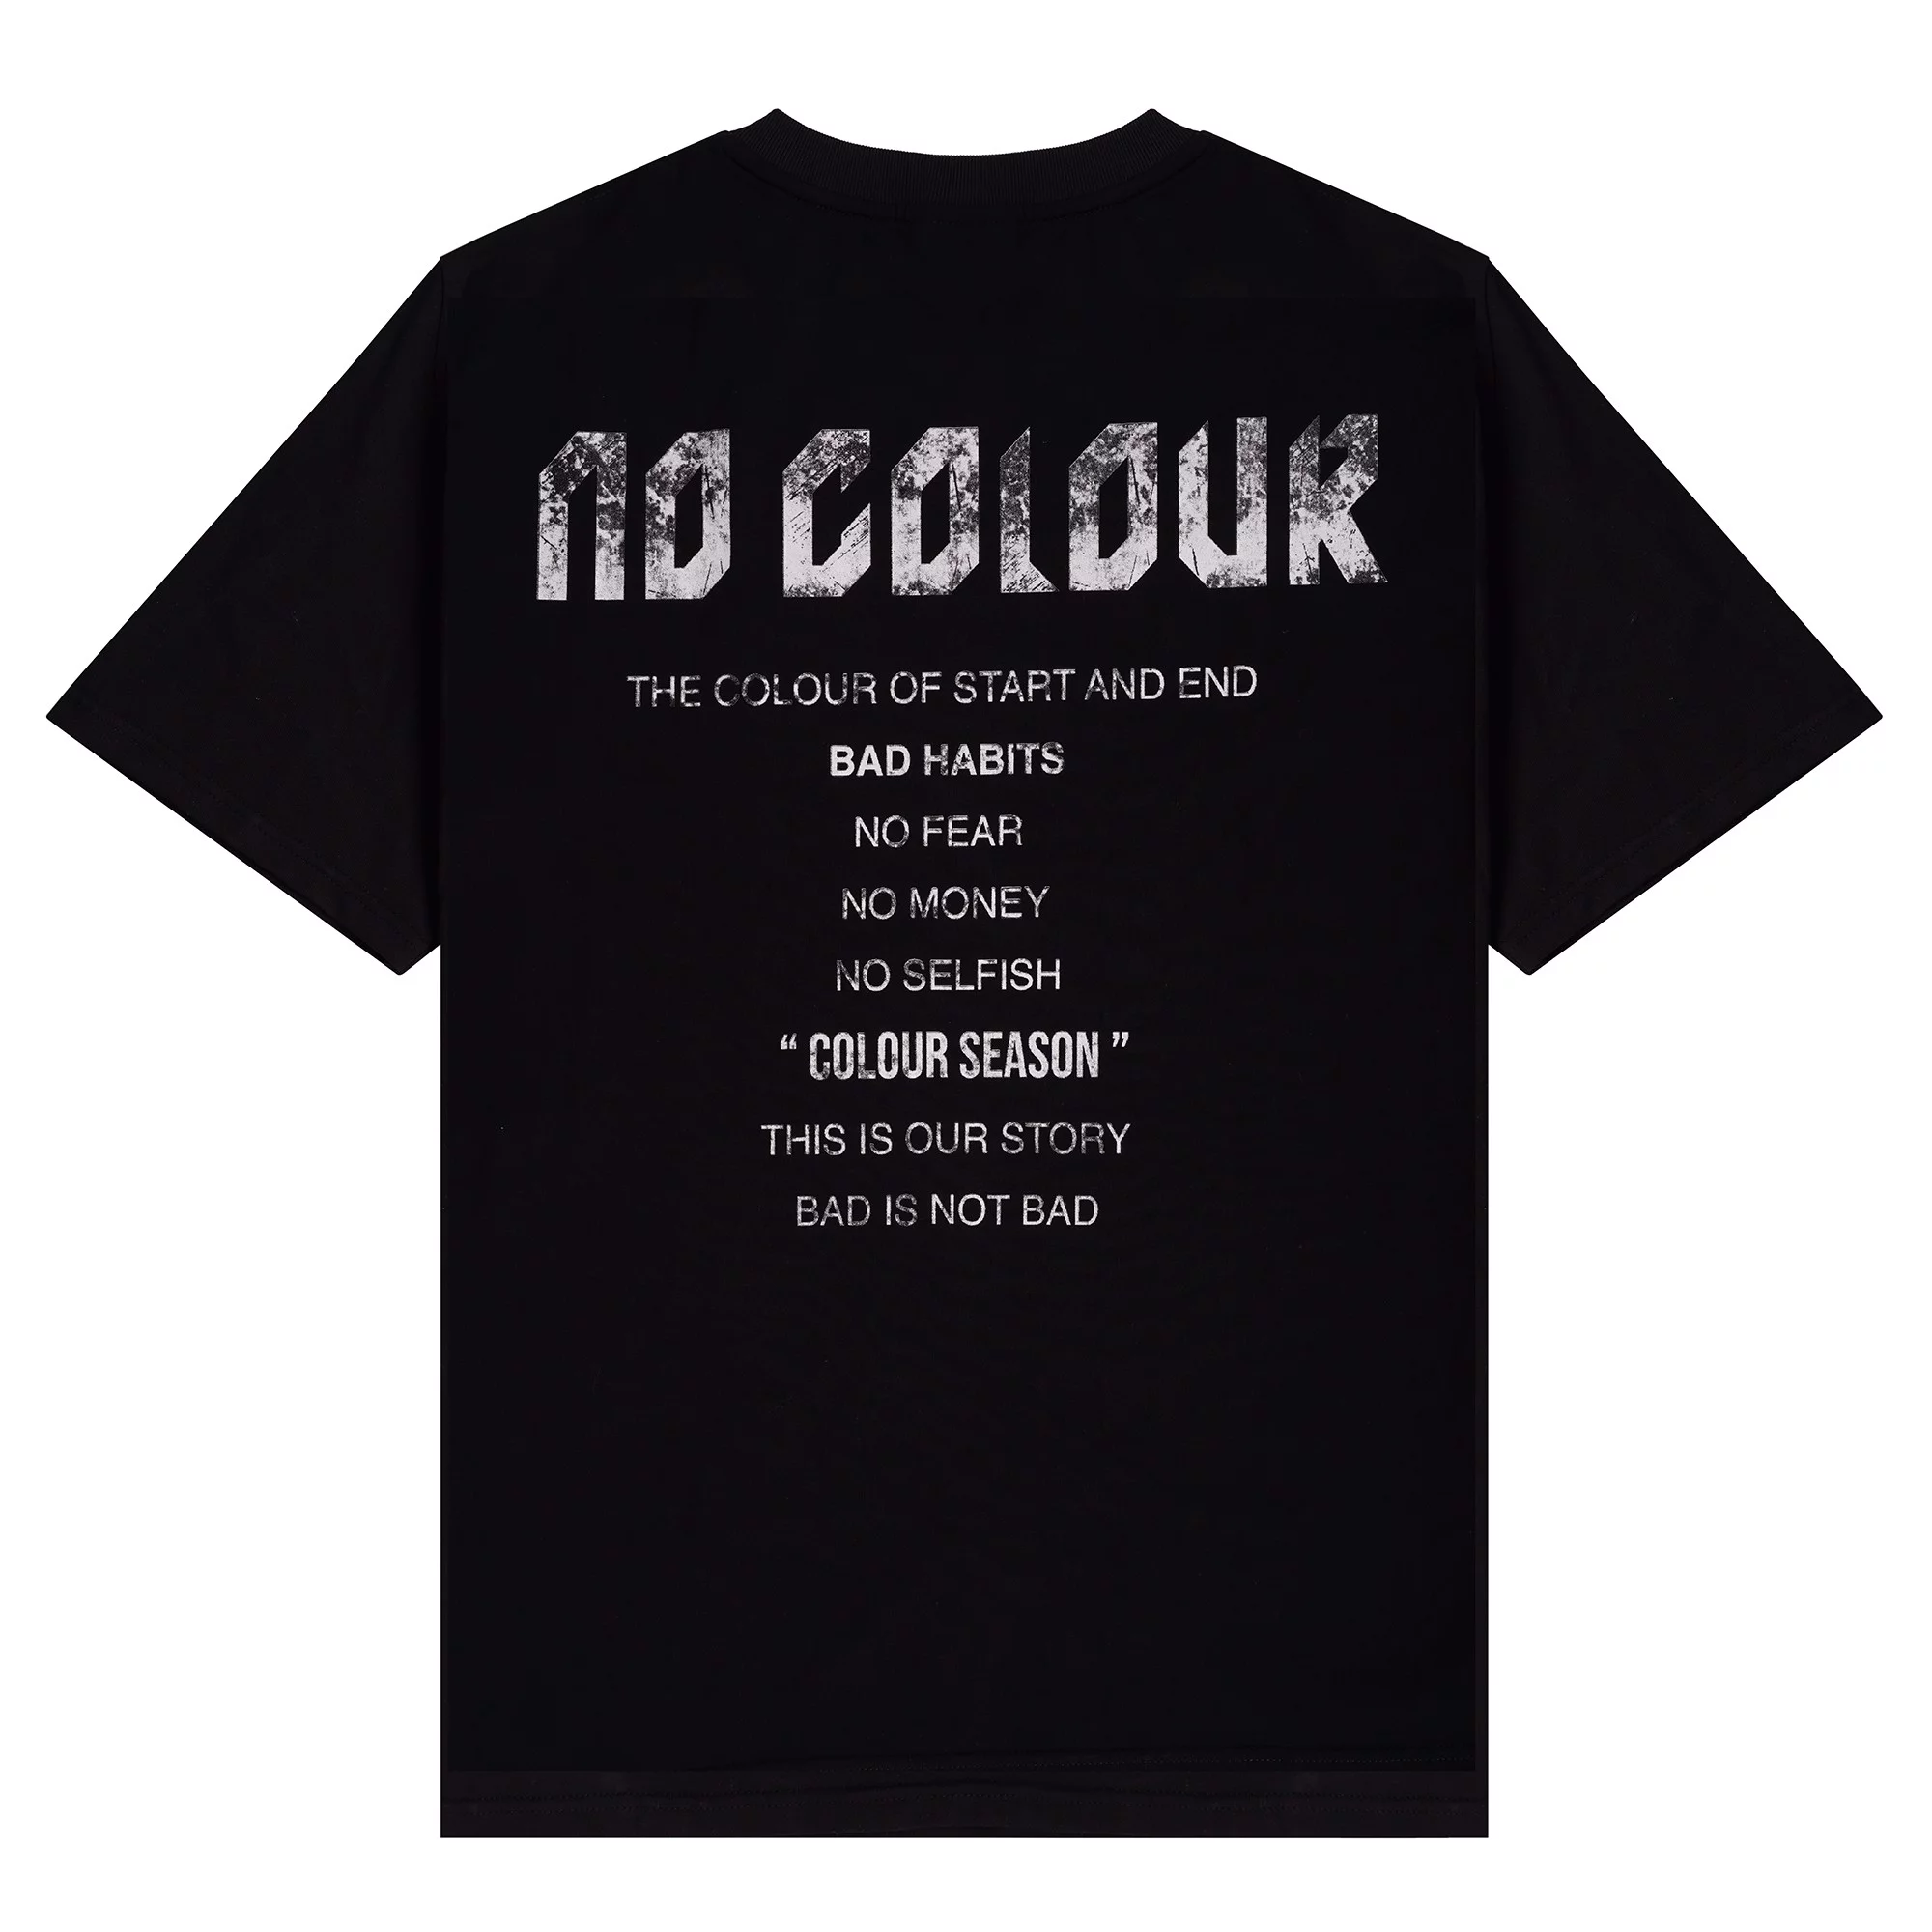 NO COLOUR
THE COLOUR OF START AND END
BAD HABITS
NO FEAR
NO MONEY
NO SELFISH
“ COLOUR SEASON ”
THIS IS OUR STORY
BAD IS NOT BAD